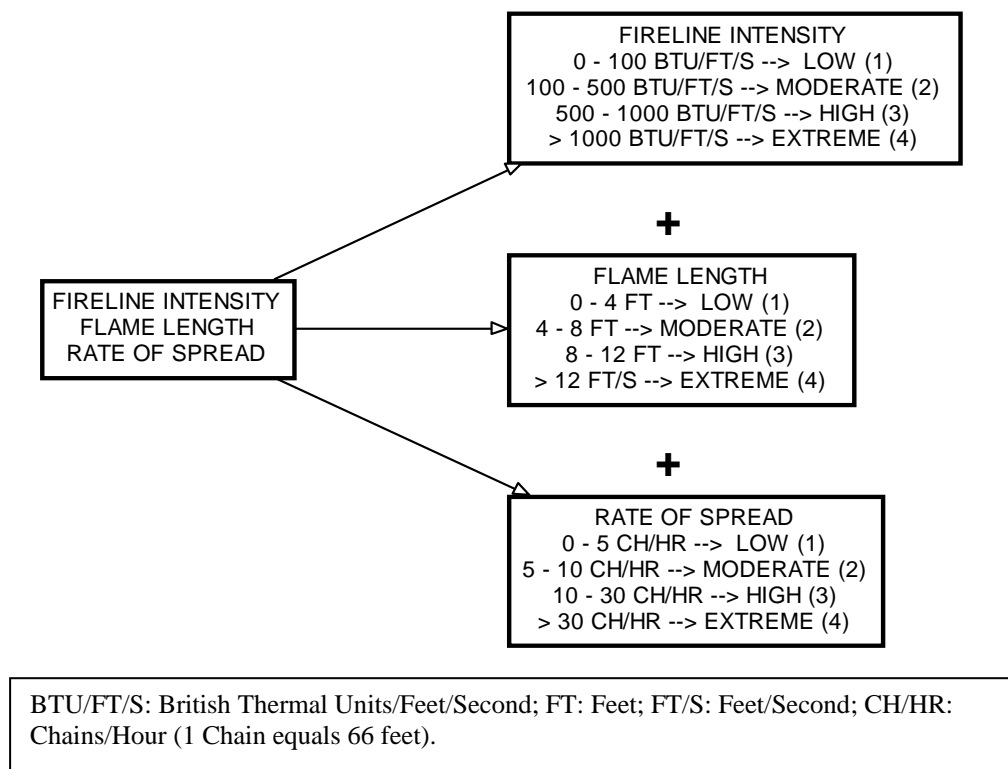 FIRELINE INTENSITY
0 - 100 BTU/FT/S --> LOW (1)
100 - 500 BTU/FT/S --> MODERATE (2)
500 - 1000 BTU/FT/S --> HIGH (3)
> 1000 BTU/FT/S --> EXTREME (4)
+
FIRELINE INTENSITY
FLAME LENGTH
RATE OF SPREAD
FLAME LENGTH
0 - 4 FT --> LOW (1)
4 - 8 FT --> MODERATE (2)
8 - 12 FT --> HIGH (3)
> 12 FT/S --> EXTREME (4)
+
RATE OF SPREAD
0 - 5 CH/HR --> LOW (1)
5 - 10 CH/HR --> MODERATE (2)
10 - 30 CH/HR --> HIGH (3)
> 30 CH/HR --> EXTREME (4)
BTU/FT/S: British Thermal Units/Feet/Second; FT: Feet; FT/S: Feet/Second; CH/HR:
Chains/Hour (1 Chain equals 66 feet).